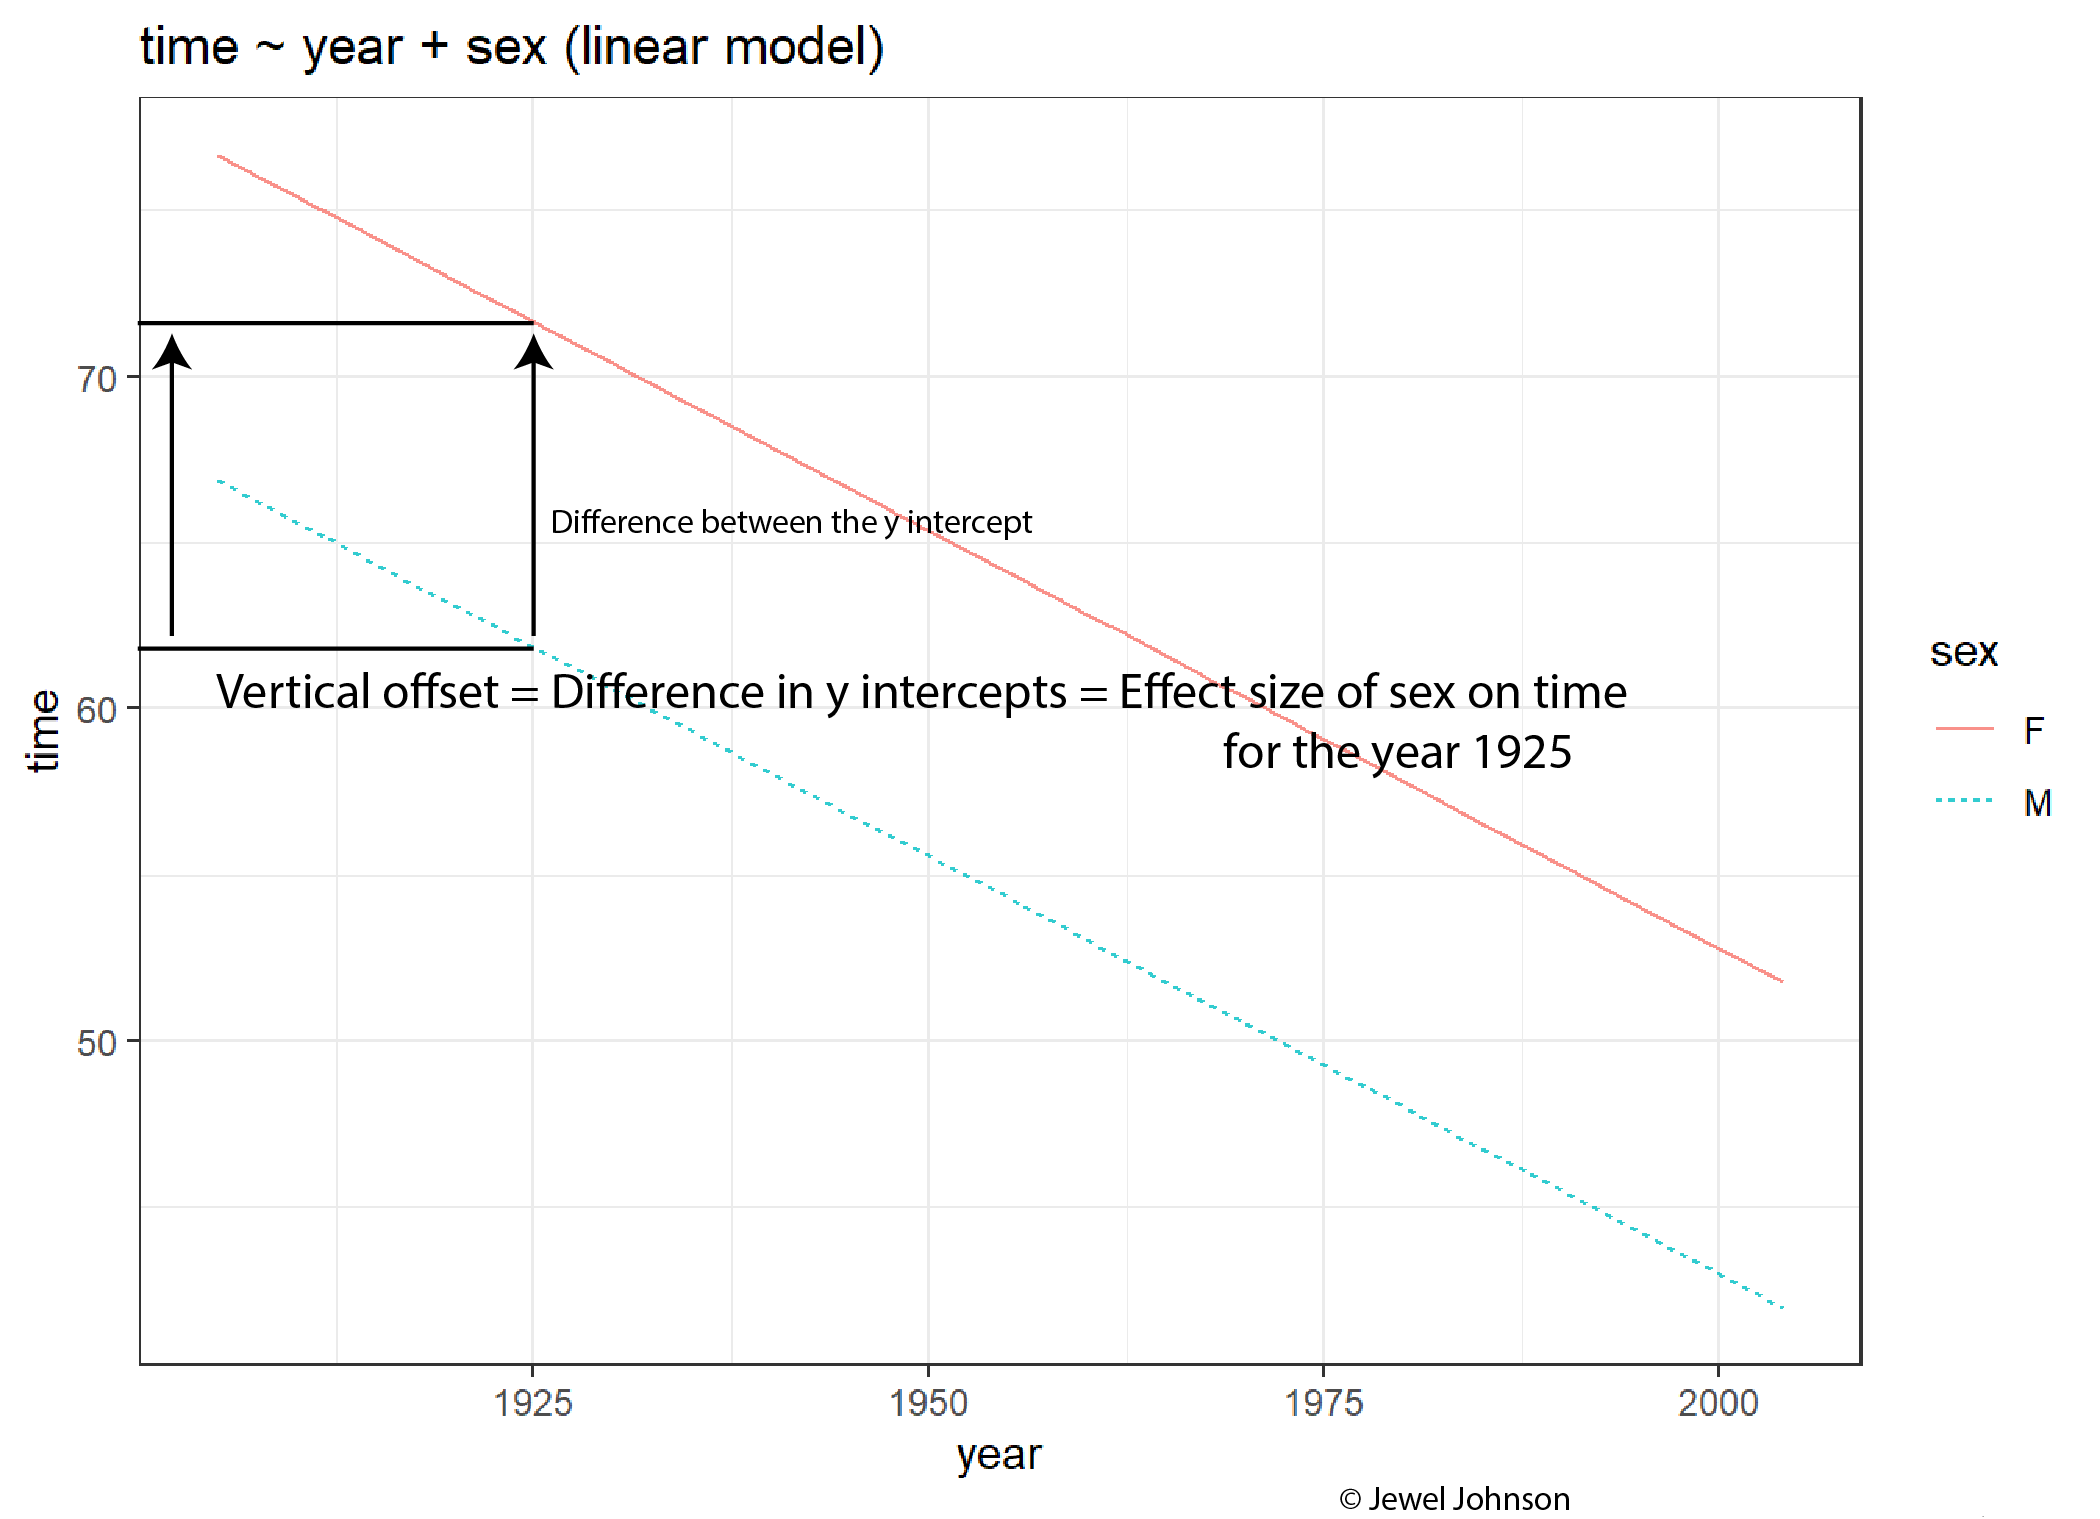 time ~ year + sex (linear model)
70
Difference between the y intercept
Vertical offset = Difference in y intercepts = Effect size of sex on time
for the year 1925
60
time
50
sex
F
M
1925
1950
1975
2000
year
© Jewel Johnson